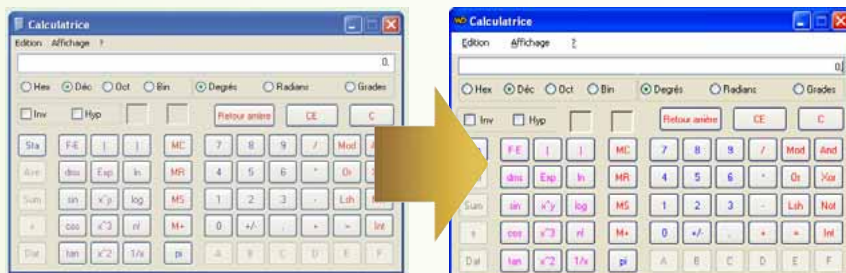 Calculatrice
Edition Affichage ?
0,
Hex Déc Oct Bin Degrés Radians Grades
Inv Hyp Retour arrière CE C
Sta F-E ( ) MC 7 8 9 / Mod
Ave dms Exp ln MR 4 5 6 * Or
Sum sin x^y log MS 1 2 3 - Lsh
s cos x^3 n! M+ 0 +/- . + = Int
Dat tan x^2 1/x pi A B C D E F
Calculatrice
Edition Affichage ?
0,
Hex Déc Oct Bin Degrés Radians Grades
Inv Hyp Retour arrière CE C
F-E ( ) MC 7 8 9 / Mod And
dms Exp ln MR 4 5 6 * Or Xor
Sum sin x^y log MS 1 2 3 - Lsh Not
s cos x^3 n! M+ 0 +/- . + = Int
Dat tan x^2 1/x pi A B C D E F